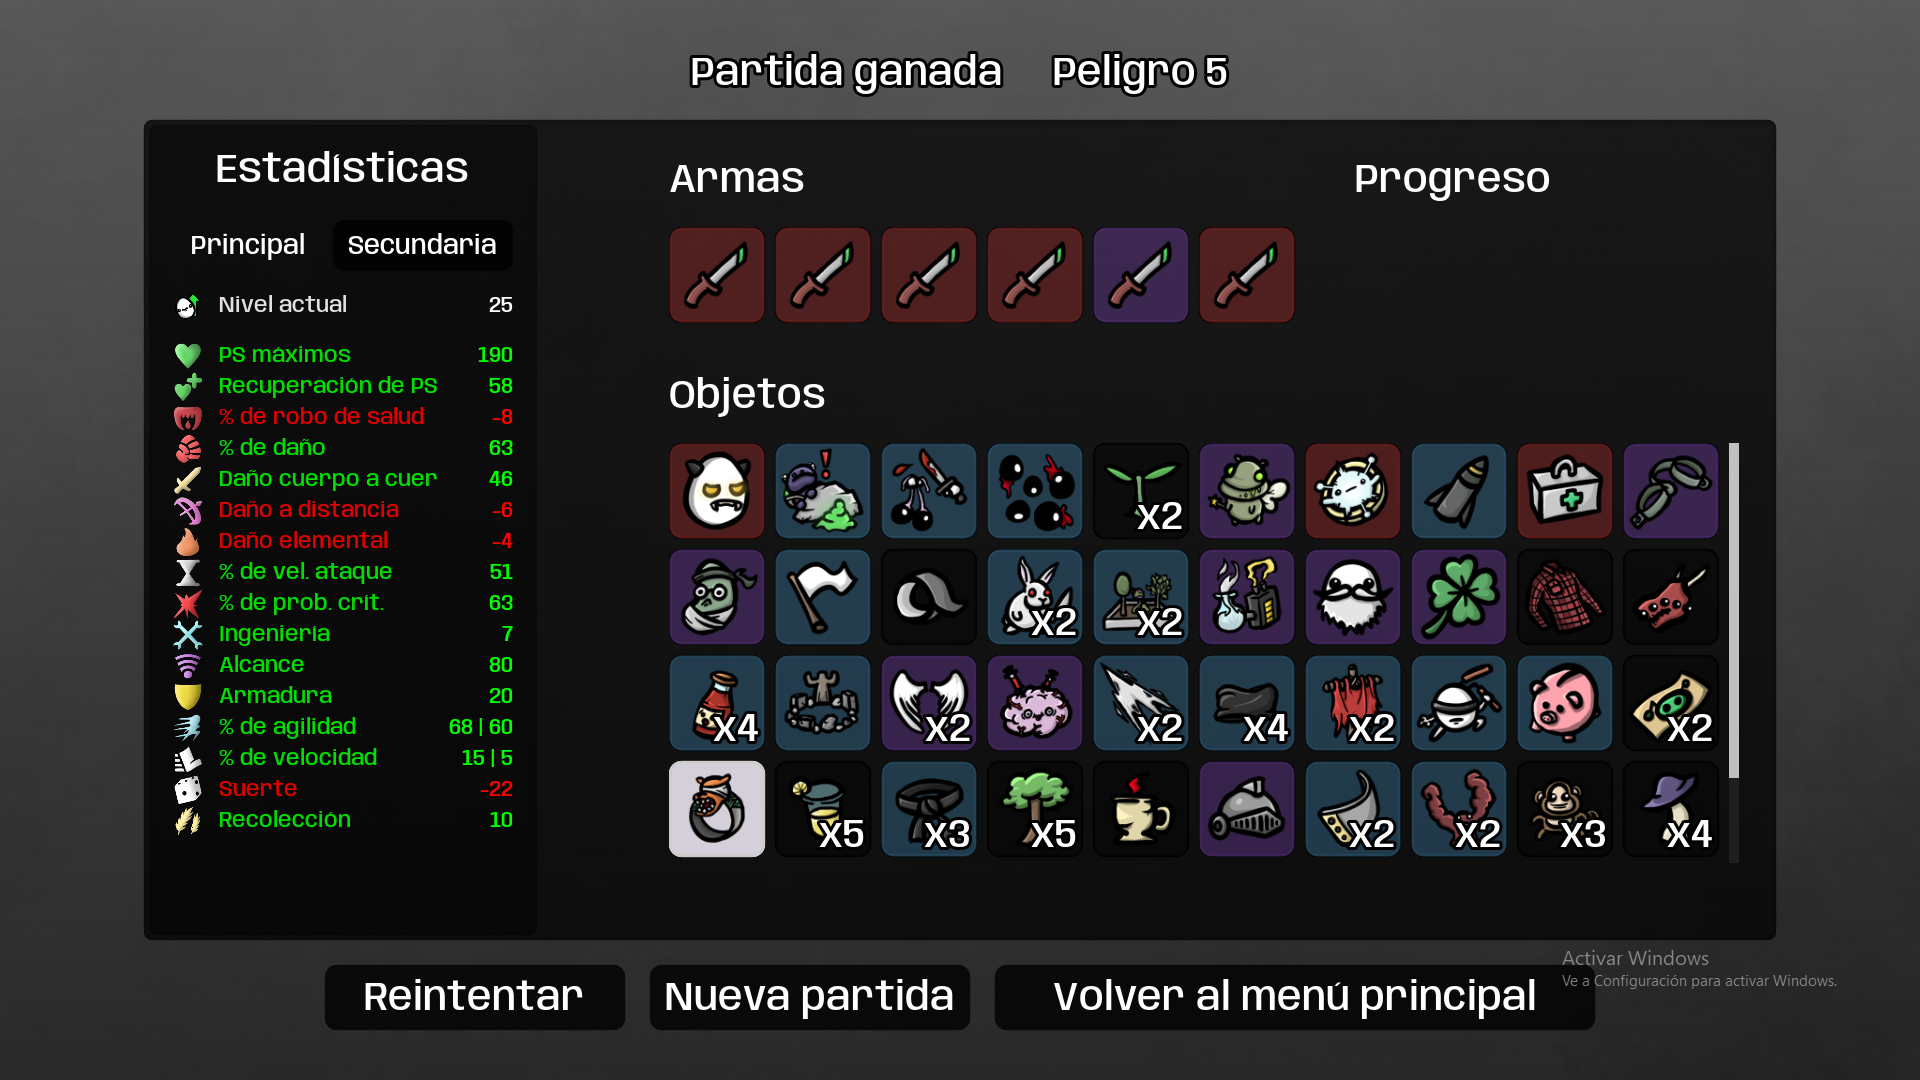 Partida ganada Peligro 5
Estadísticas
Principal Secundaria
Nivel actual 25
PS máximos 190
Recuperación de PS 58
% de robo de salud -8
% de daño 63
Daño cuerpo a cuer 46
Daño a distancia -6
Daño elemental -4
% de vel. ataque 51
% de prob. crit. 63
Ingeniería 7
Alcance 80
Armadura 20
% de agilidad 68 | 60
% de velocidad 15 | 5
Suerte -22
Recolección 10
Armas
Progreso
Objetos
X2
X2 X2
X4 X2 X2 X4 X2 X2
X5 X3 X5 X2 X2 X3 X4
Reintentar Nueva partida Volver al menú principal
Activar Windows
Ve a Configuración para activar Windows.